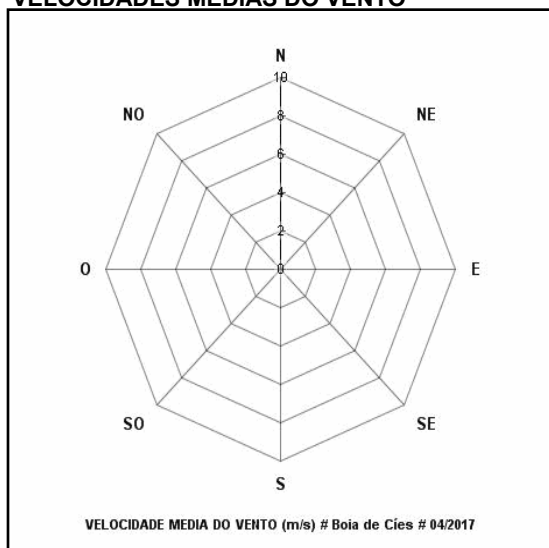 VELOCIDADES MEDIAS DO VENTO
N
10
NO
NE
8
6
4
2
O
0
E
SO
SE
S
VELOCIDADE MEDIA DO VENTO (m/s) # Boia de Cíes # 04/2017